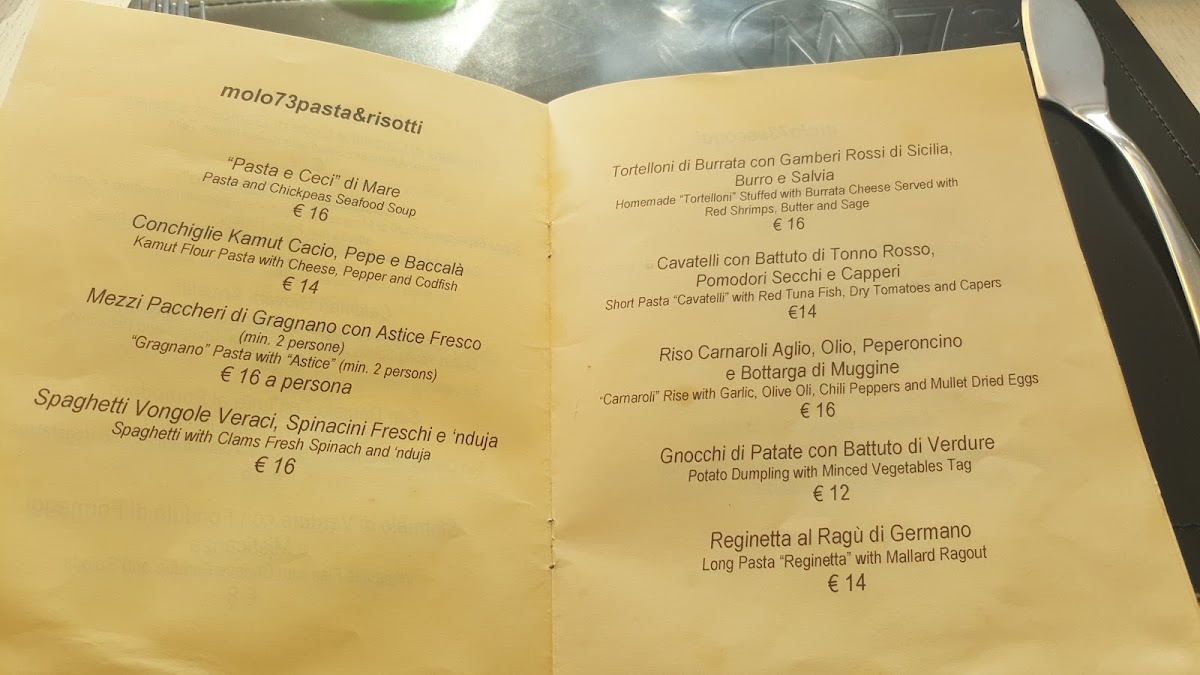 molo73pasta&risotti
"Pasta e Ceci" di Mare
Pasta and Chickpeas Seafood Soup
€ 16
Conchiglie Kamut Cacio, Pepe e Baccalà
Kamut Flour Pasta with Cheese, Pepper and Codfish
€ 14
Mezzi Paccheri di Gragnano con Astice Fresco
(min. 2 persone)
"Gragnano" Pasta with "Astice" (min. 2 persons)
€ 16 a persona
Spaghetti Vongole Veraci, Spinacini Freschi e 'nduja
Spaghetti with Clams Fresh Spinach and 'nduja
€ 16
Tortelloni di Burrata con Gamberi Rossi di Sicilia,
Burro e Salvia
Homemade "Tortelloni" Stuffed with Burrata Cheese Served with
Red Shrimps, Butter and Sage
€ 16
Cavatelli con Battuto di Tonno Rosso,
Pomodori Secchi e Capperi
Short Pasta "Cavatelli" with Red Tuna Fish, Dry Tomatoes and Capers
€14
Riso Carnaroli Aglio, Olio, Peperoncino
e Bottarga di Muggine
"Carnaroli" Rise with Garlic, Olive Oli, Chili Peppers and Mullet Dried Eggs
€ 16
Gnocchi di Patate con Battuto di Verdure
Potato Dumpling with Minced Vegetables Tag
€ 12
Reginetta al Ragù di Germano
Long Pasta "Reginetta" with Mallard Ragout
€ 14
M73